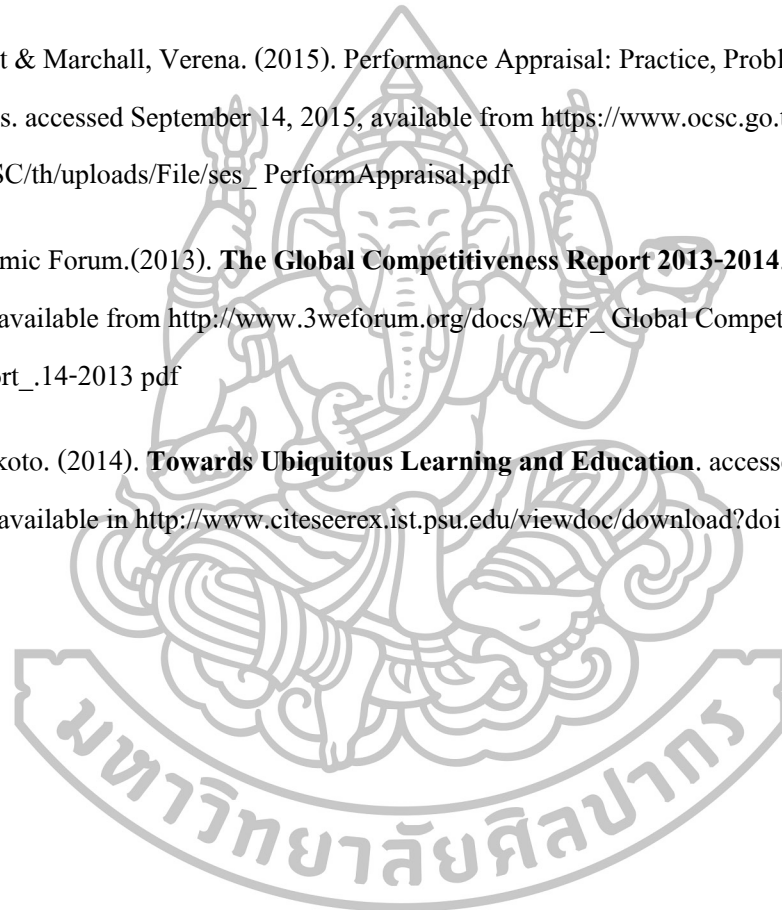 t & Marchall, Verena. (2015). Performance Appraisal: Practice, Probl
s. accessed September 14, 2015, available from https://www.ocsc.go.t
SC/th/uploads/File/ses_ PerformAppraisal.pdf
mic Forum.(2013). The Global Competitiveness Report 2013-2014.
available from http://www.3weforum.org/docs/WEF_ Global Compet
ort_.14-2013 pdf
koto. (2014). Towards Ubiquitous Learning and Education. access
available in http://www.citeseerex.ist.psu.edu/viewdoc/download?doi
มหาวิทยาลัยศิลปากร